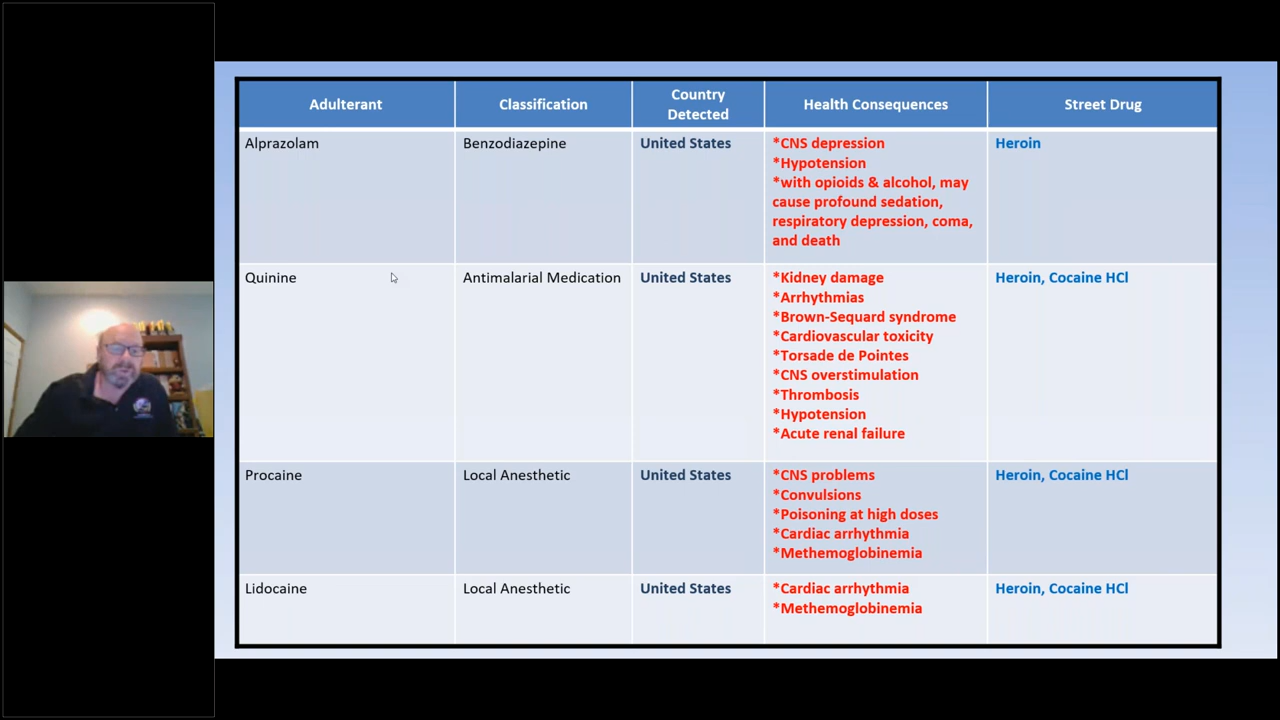 Adulterant
Classification
Country
Detected
Health Consequences
Street Drug
Alprazolam
Benzodiazepine
United States
*CNS depression
*Hypotension
*with opioids & alcohol, may
cause profound sedation,
respiratory depression, coma,
and death
Heroin
Quinine
Antimalarial Medication
United States
*Kidney damage
*Arrhythmias
*Brown-Sequard syndrome
*Cardiovascular toxicity
*Torsade de Pointes
*CNS overstimulation
*Thrombosis
*Hypotension
*Acute renal failure
Heroin, Cocaine HCl
Procaine
Local Anesthetic
United States
*CNS problems
*Convulsions
*Poisoning at high doses
*Cardiac arrhythmia
*Methemoglobinemia
Heroin, Cocaine HCl
Lidocaine
Local Anesthetic
United States
*Cardiac arrhythmia
*Methemoglobinemia
Heroin, Cocaine HCl